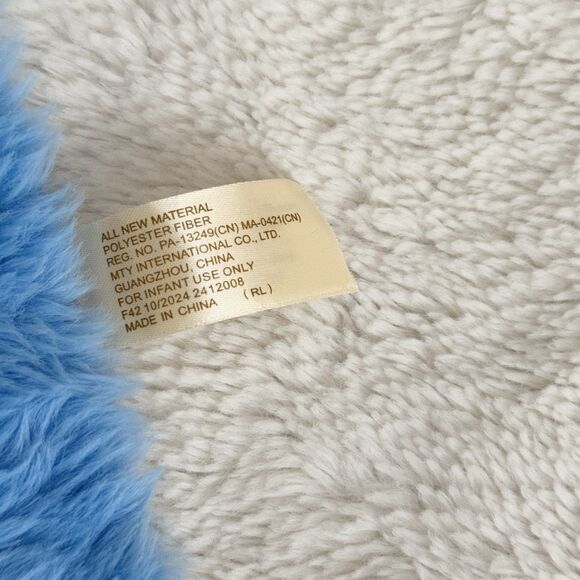 ALL NEW MATERIAL
POLYESTER FIBER
REG. NO. PA-13249(CN) MA-0421(CN)
MTY INTERNATIONAL CO., LTD.
GUANGZHOU, CHINA
FOR INFANT USE ONLY
F42 10/2024 2412008
MADE IN CHINA (RL)